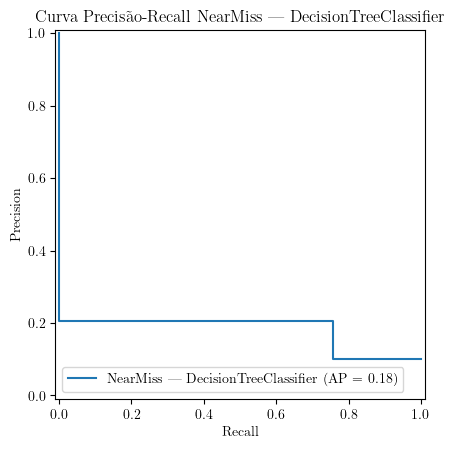 Curva Precisão-Recall NearMiss — DecisionTreeClassifier
1.0
0.8
0.6
0.4
0.2
0.0
Precision
NearMiss — DecisionTreeClassifier (AP = 0.18)
0.0 0.2 0.4 0.6 0.8 1.0
Recall